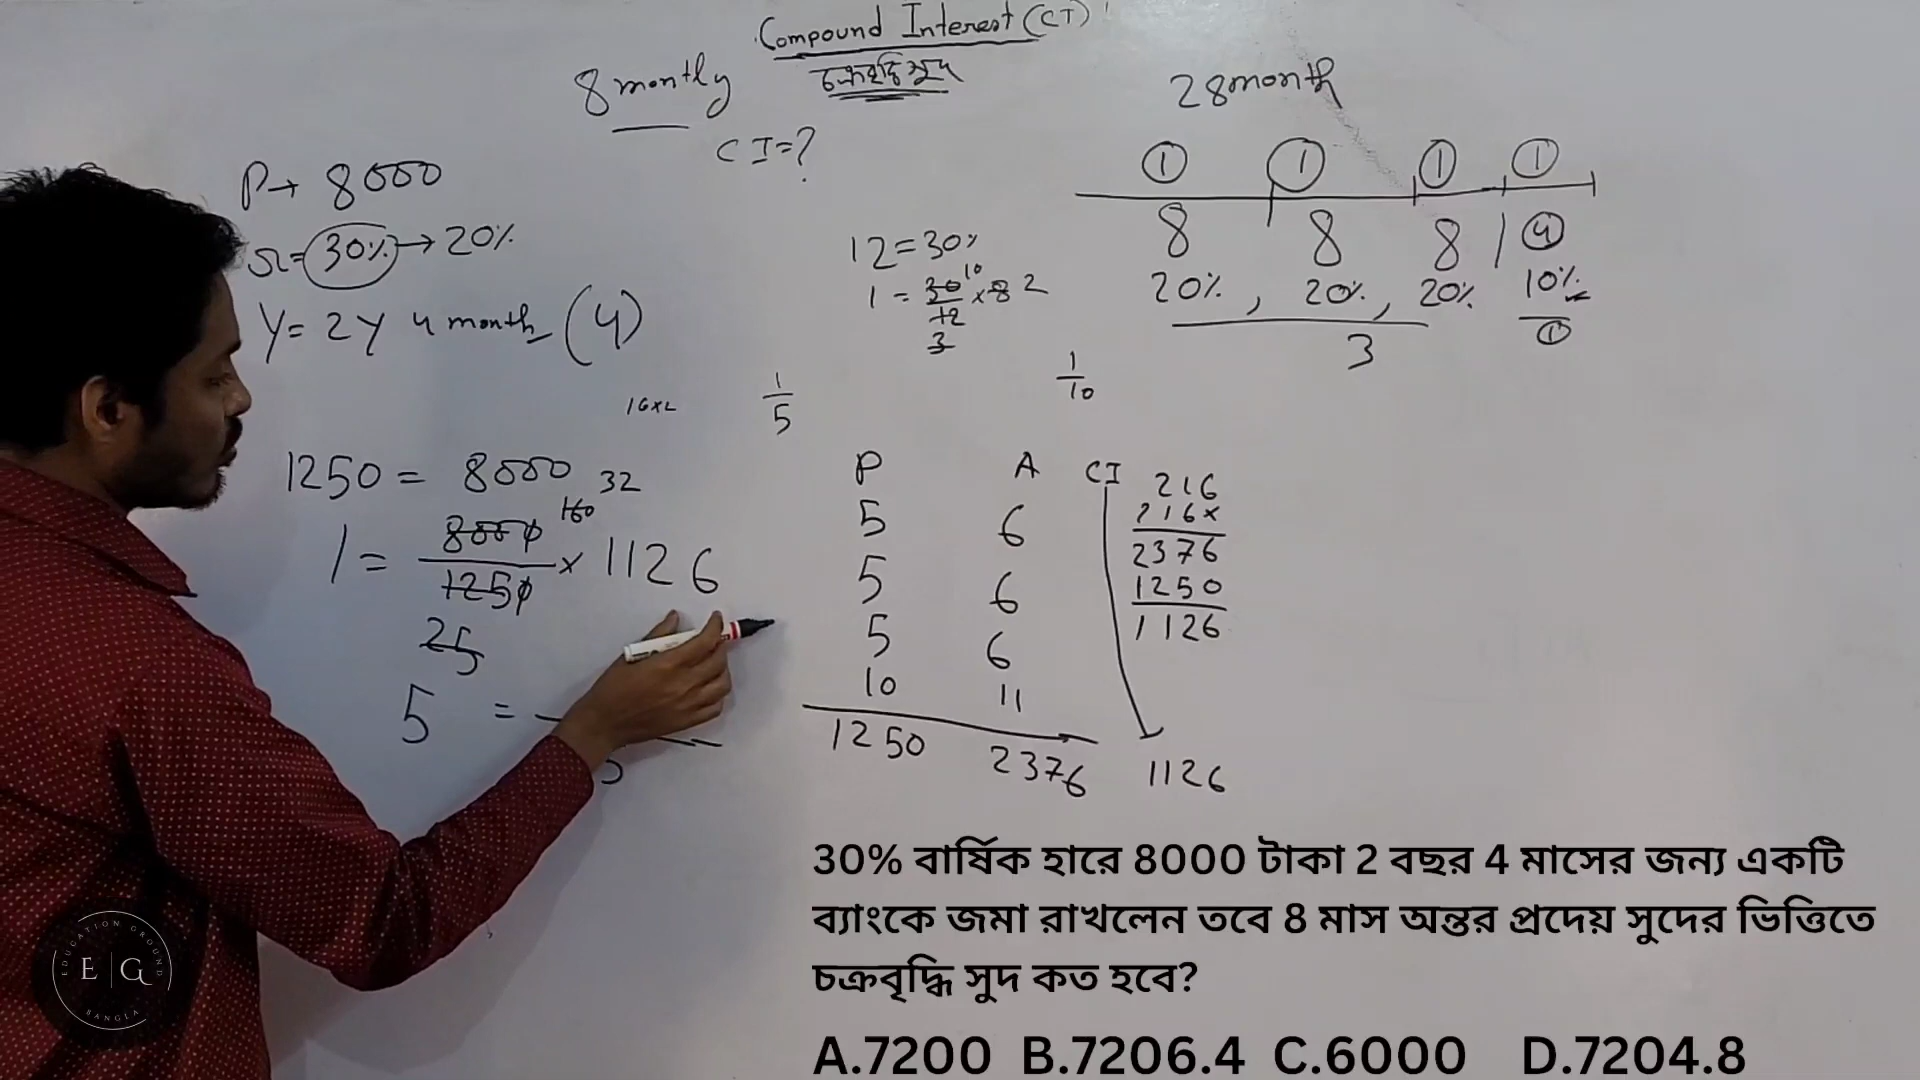 Compound Interest (CT)
চক্রবৃদ্ধি সুদ
8 montly
CI=?
28month
P→ 8000
r=30%→20%
Y= 2Y 4 month (4)
12=30%
1 = 30/12 × 8
10
2
3
① ① ① ①
8 8 8 | ④
20%, 20%, 20% 10%
3 ①
16×2
1/5
1/10
1250 = 8000
1 = 8000/1250 × 1126
160 32
25
5 =
5
P A CI
5 6
5 6
5 6
10 11
1250 2376 1126
216
216×
2376
1250
1126
30% বার্ষিক হারে 8000 টাকা 2 বছর 4 মাসের জন্য একটি
ব্যাংকে জমা রাখলেন তবে 8 মাস অন্তর প্রদেয় সুদের ভিত্তিতে
চক্রবৃদ্ধি সুদ কত হবে?
A.7200 B.7206.4 C.6000 D.7204.8
EDUCATION GROUND
E|G
BANGLA